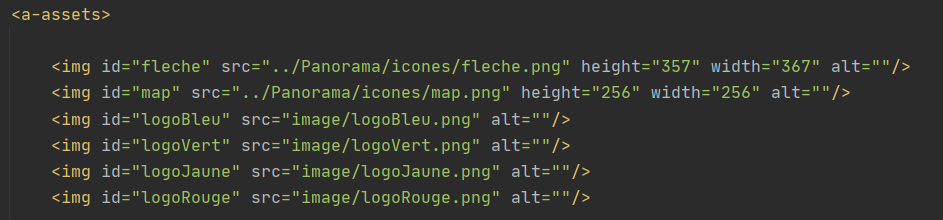 <a-assets>
<img id="fleche" src="../Panorama/icones/fleche.png" height="357" width="367" alt=""/>
<img id="map" src="../Panorama/icones/map.png" height="256" width="256" alt=""/>
<img id="logoBleu" src="image/logoBleu.png" alt=""/>
<img id="logoVert" src="image/logoVert.png" alt=""/>
<img id="logoJaune" src="image/logoJaune.png" alt=""/>
<img id="logoRouge" src="image/logoRouge.png" alt=""/>